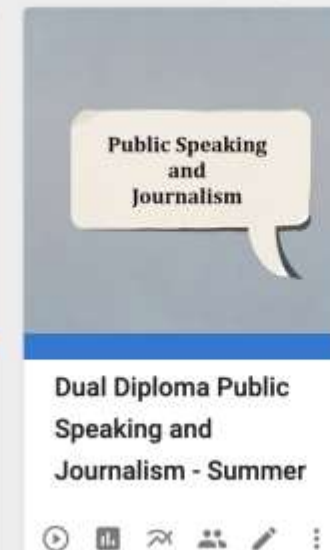 Public Speaking
and
Journalism
Dual Diploma Public
Speaking and
Journalism - Summer